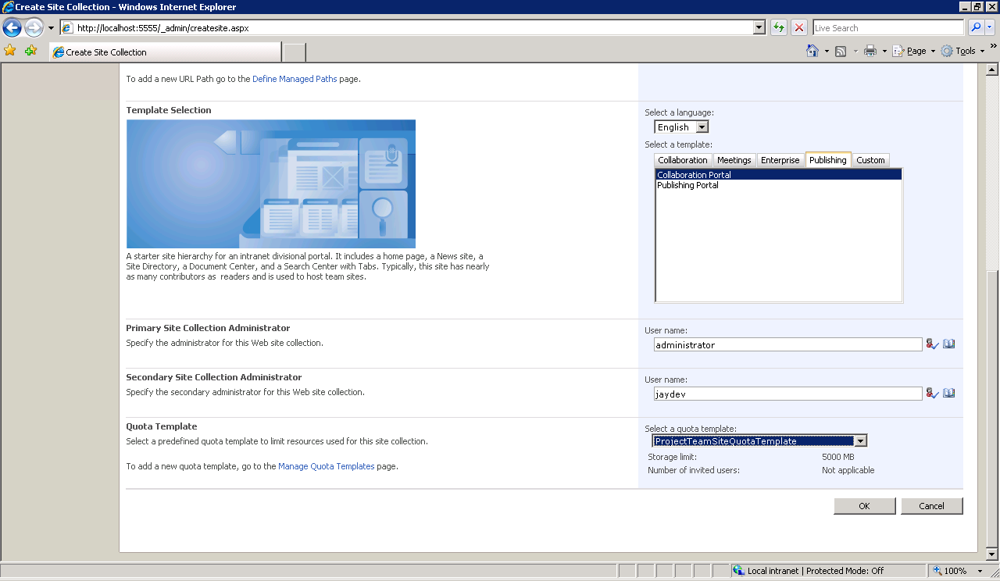 Create Site Collection - Windows Internet Explorer
http://localhost:5555/_admin/createsite.aspx
Live Search
Create Site Collection
Page
Tools
To add a new URL Path go to the Define Managed Paths page.
Template Selection
Select a language:
English
Select a template:
Collaboration Meetings Enterprise Publishing Custom
Collaboration Portal
Publishing Portal
A starter site hierarchy for an intranet divisional portal. It includes a home page, a News site, a
Site Directory, a Document Center, and a Search Center with Tabs. Typically, this site has nearly
as many contributors as readers and is used to host team sites.
Primary Site Collection Administrator
Specify the administrator for this Web site collection.
User name:
administrator
Secondary Site Collection Administrator
Specify the secondary administrator for this Web site collection.
User name:
jaydev
Quota Template
Select a predefined quota template to limit resources used for this site collection.
To add a new quota template, go to the Manage Quota Templates page.
Select a quota template:
ProjectTeamSiteQuotaTemplate
Storage limit: 5000 MB
Number of invited users: Not applicable
OK Cancel
Local intranet | Protected Mode: Off
100%